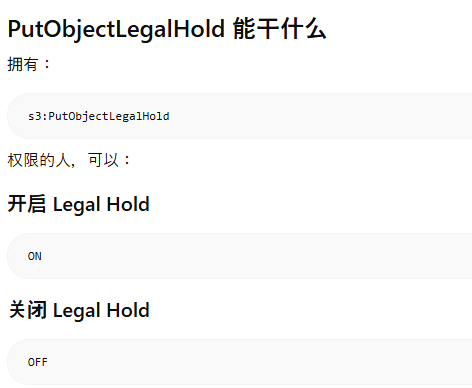 PutObjectLegalHold 能干什么
拥有：
s3:PutObjectLegalHold
权限的人，可以：
开启 Legal Hold
ON
关闭 Legal Hold
OFF